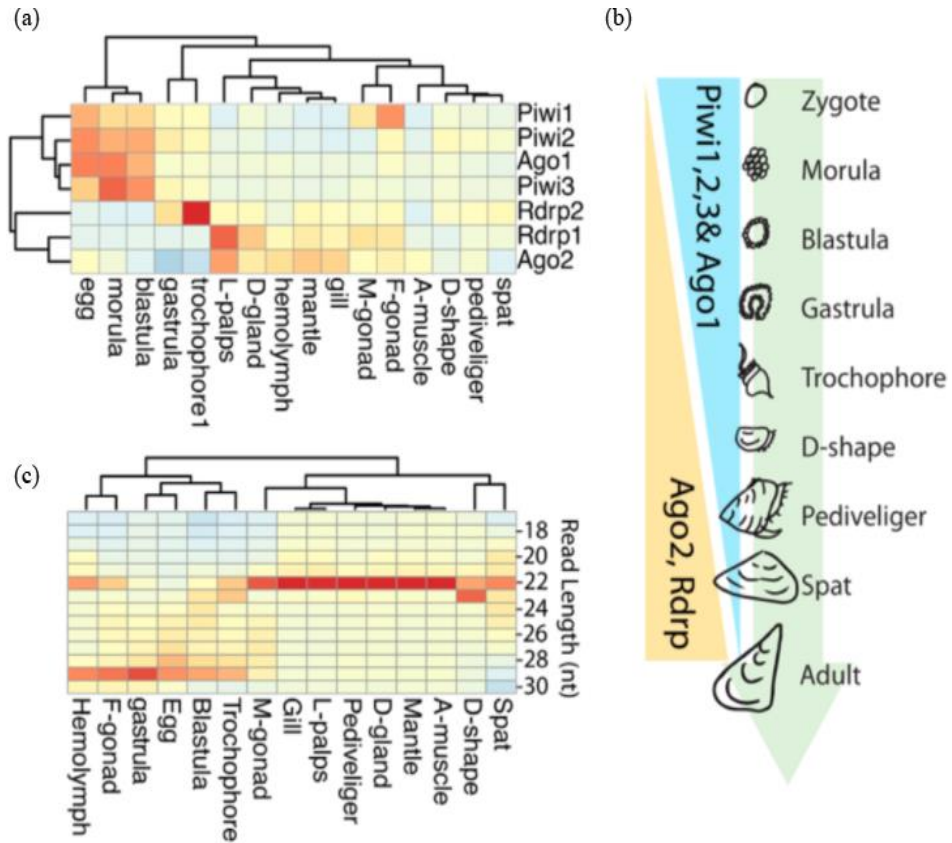 (a)
Piwi1
Piwi2
Ago1
Piwi3
Rdrp2
Rdrp1
Ago2
egg
morula
blastula
gastrula
trochophore1
L-palps
D-gland
hemolymph
mantle
gill
M-gonad
F-gonad
A-muscle
D-shape
pediveliger
spat
(b)
Piwi1,2,3& Ago1
Ago2, Rdrp
Zygote
Morula
Blastula
Gastrula
Trochophore
D-shape
Pediveliger
Spat
Adult
(c)
-18
-20
-22
-24
-26
-28
-30
Read Length (nt)
Hemolymph
F-gonad
gastrula
Egg
Blastula
Trochophore
M-gonad
Gill
L-palps
Pediveliger
D-gland
Mantle
A-muscle
D-shape
Spat